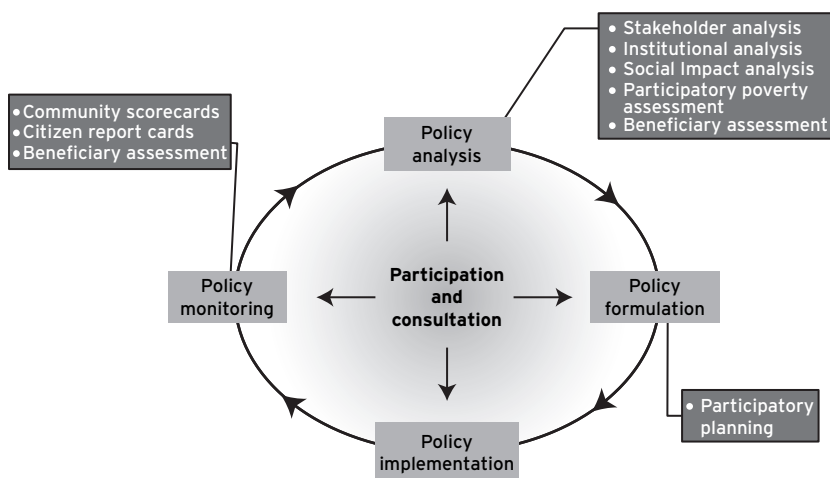 • Stakeholder analysis
• Institutional analysis
• Social Impact analysis
• Participatory poverty
assessment
• Beneficiary assessment
• Community scorecards
• Citizen report cards
• Beneficiary assessment
Policy
analysis
Policy
monitoring
Participation
and
consultation
Policy
formulation
• Participatory
planning
Policy
implementation